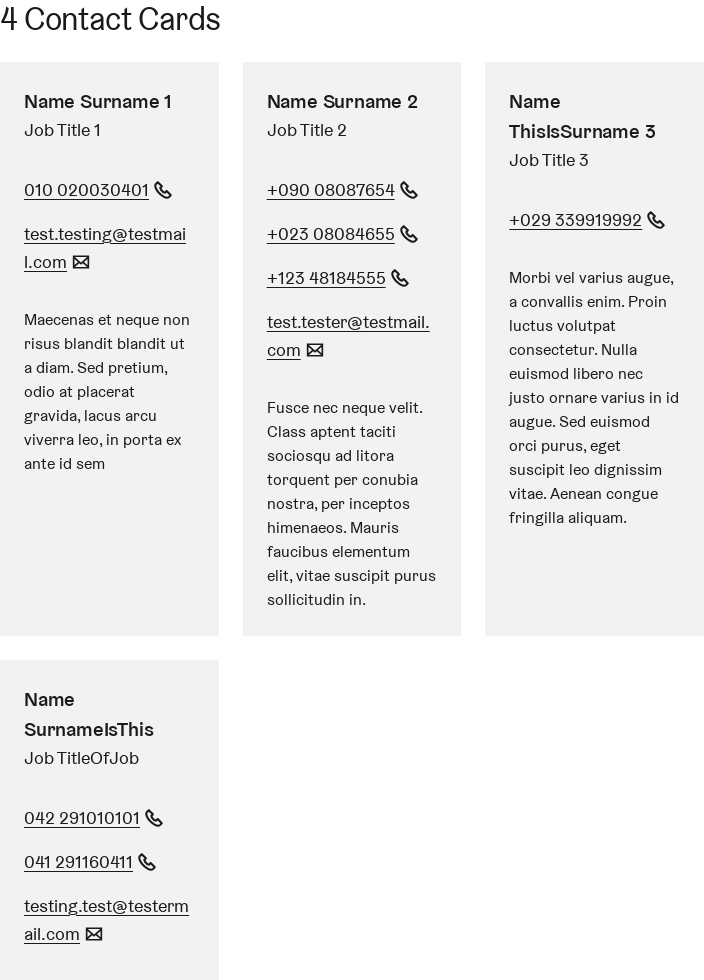 4 Contact Cards
Name Surname 1
Job Title 1
010 020030401
test.testing@testmai
l.com
Maecenas et neque non
risus blandit blandit ut
a diam. Sed pretium,
odio at placerat
gravida, lacus arcu
viverra leo, in porta ex
ante id sem
Name Surname 2
Job Title 2
+090 08087654
+023 08084655
+123 48184555
test.tester@testmail.
com
Fusce nec neque velit.
Class aptent taciti
sociosqu ad litora
torquent per conubia
nostra, per inceptos
himenaeos. Mauris
faucibus elementum
elit, vitae suscipit purus
sollicitudin in.
Name
ThisIsSurname 3
Job Title 3
+029 339919992
Morbi vel varius augue,
a convallis enim. Proin
luctus volutpat
consectetur. Nulla
euismod libero nec
justo ornare varius in id
augue. Sed euismod
orci purus, eget
suscipit leo dignissim
vitae. Aenean congue
fringilla aliquam.
Name
SurnameIsThis
Job TitleOfJob
042 291010101
041 291160411
testing.test@testerm
ail.com